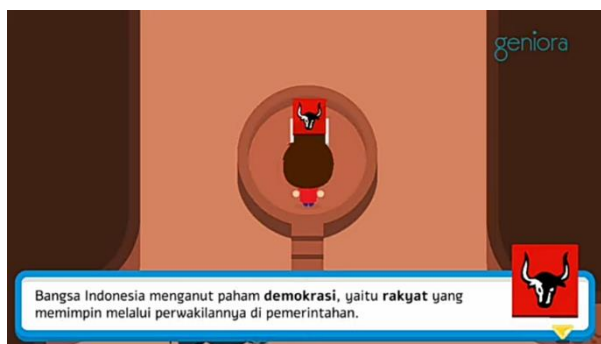 geniora
Bangsa Indonesia menganut paham demokrasi, yaitu rakyat yang
memimpin melalui perwakilannya di pemerintahan.